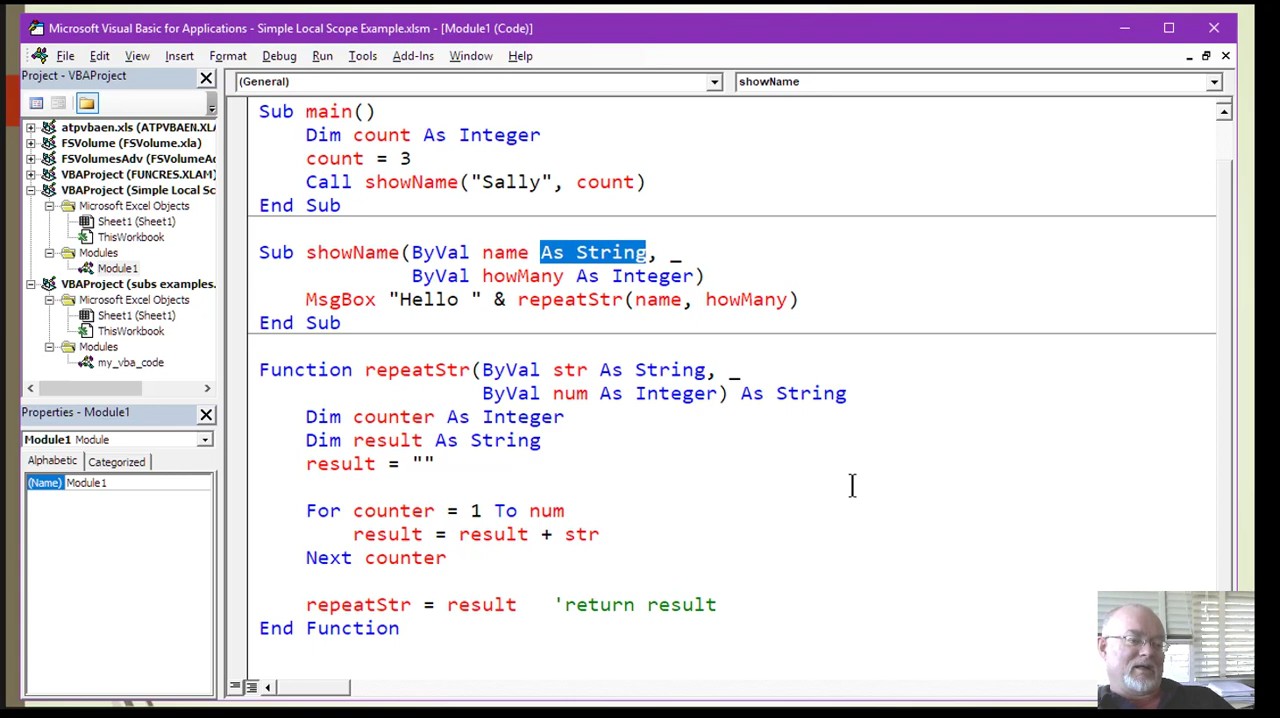 Microsoft Visual Basic for Applications - Simple Local Scope Example.xlsm - [Module1 (Code)]
File Edit View Insert Format Debug Run Tools Add-Ins Window Help
Project - VBAProject
(General)
showName
atpvbaen.xls (ATPVBAEN.XLA
FSVolume (FSVolume.xla)
FSVolumesAdv (FSVolumeAd
VBAProject (FUNCRES.XLAM)
VBAProject (Simple Local Sc
Microsoft Excel Objects
Sheet1 (Sheet1)
ThisWorkbook
Modules
Module1
VBAProject (subs examples.
Microsoft Excel Objects
Sheet1 (Sheet1)
ThisWorkbook
Modules
my_vba_code
Properties - Module1
Module1 Module
Alphabetic Categorized
(Name) Module1
Sub main()
Dim count As Integer
count = 3
Call showName("Sally", count)
End Sub
Sub showName(ByVal name As String, _
ByVal howMany As Integer)
MsgBox "Hello " & repeatStr(name, howMany)
End Sub
Function repeatStr(ByVal str As String, _
ByVal num As Integer) As String
Dim counter As Integer
Dim result As String
result = ""
For counter = 1 To num
result = result + str
Next counter
repeatStr = result 'return result
End Function